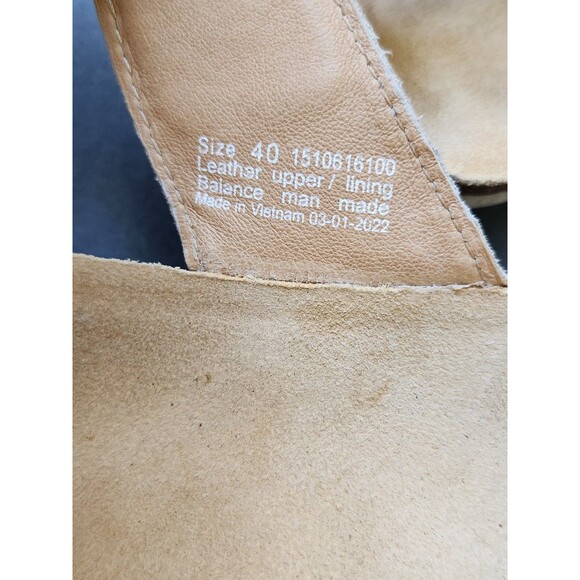 Size 40 1510616100
Leather upper / lining
Balance man made
Made in Vietnam 03-01-2022